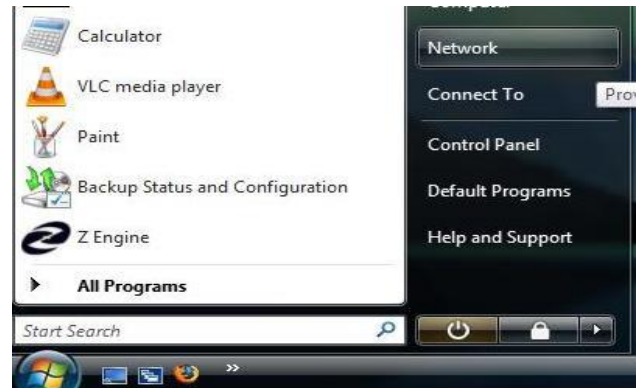 Calculator
VLC media player
Paint
Backup Status and Configuration
Z Engine
All Programs
Start Search
Network
Connect To
Control Panel
Default Programs
Help and Support